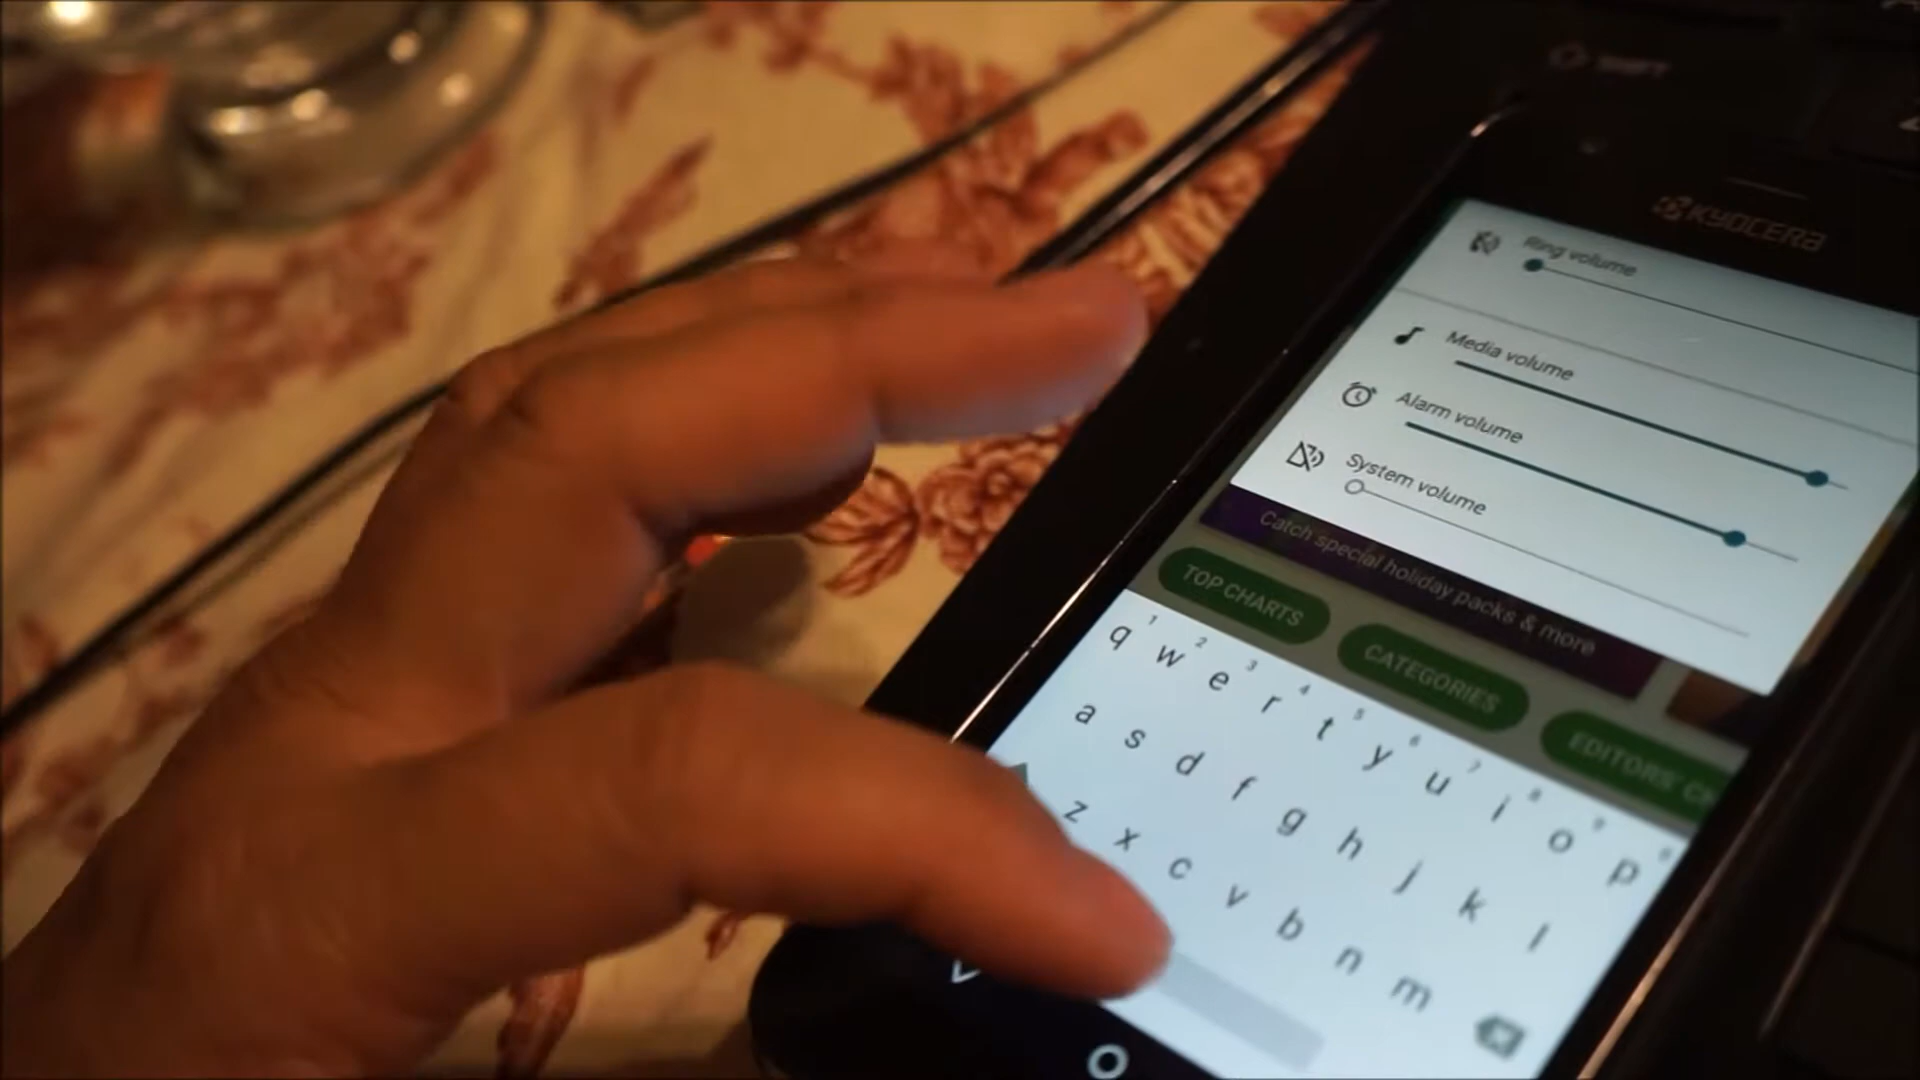 SHIFT
KYOCERA
Ring volume
Media volume
Alarm volume
System volume
Catch special holiday packs & more
TOP CHARTS
CATEGORIES
EDITORS' CH
1 2 3 4 5 6 7 8 9 0
q w e r t y u i o p
a s d f g h j k l
z x c v b n m